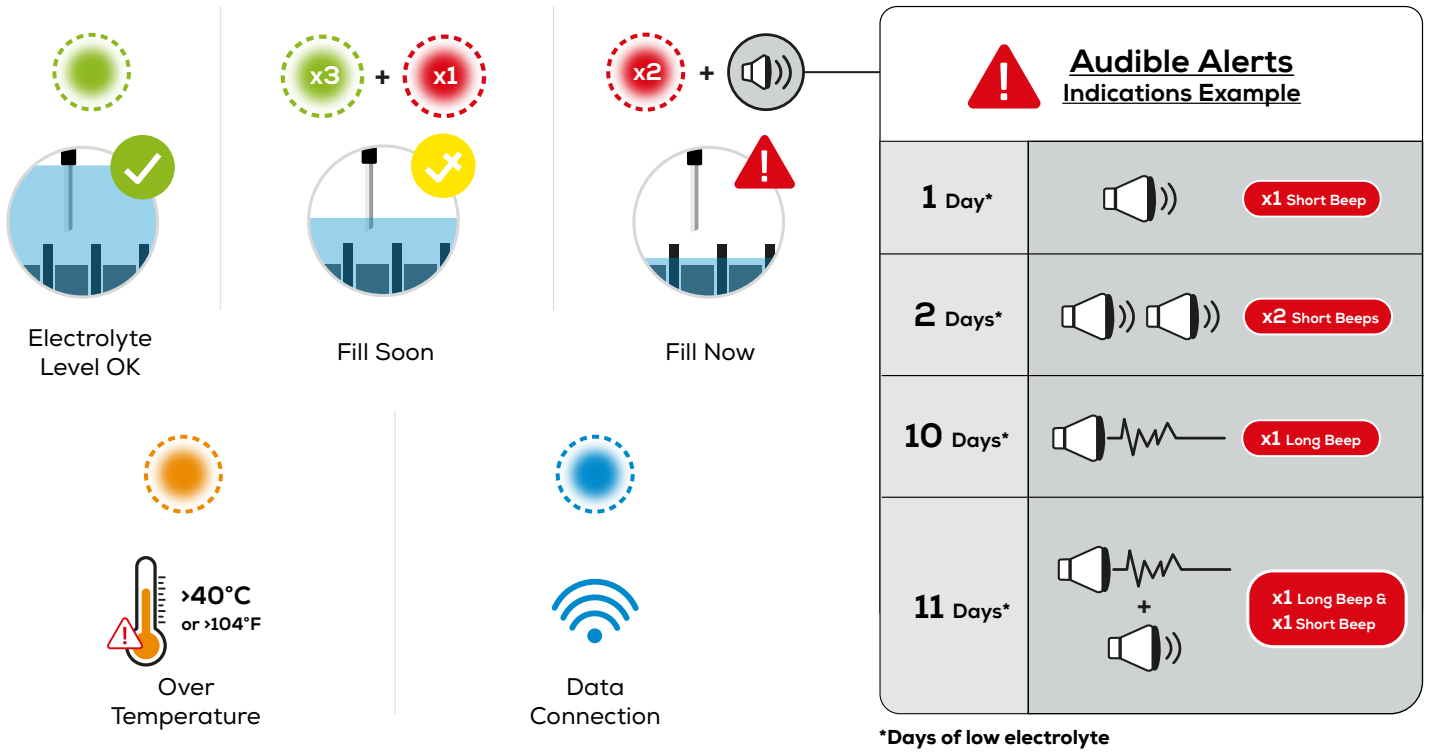 x3 + x1
x2 +
Electrolyte
Level OK
Fill Soon
Fill Now
>40°C
or >104°F
Over
Temperature
Data
Connection
Audible Alerts
Indications Example
1 Day*
x1 Short Beep
2 Days*
x2 Short Beeps
10 Days*
x1 Long Beep
11 Days*
+
x1 Long Beep &
x1 Short Beep
*Days of low electrolyte